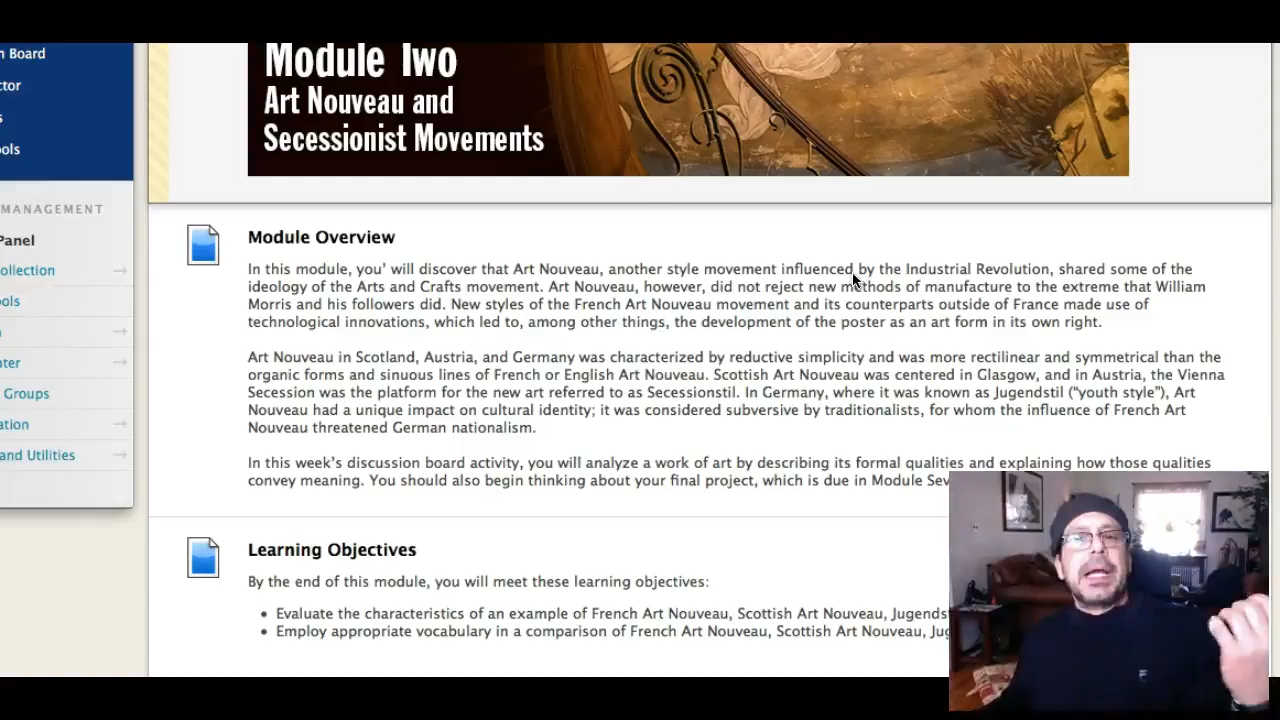 n Board
ctor
s
ols
MANAGEMENT
Panel
ollection
ols
nter
Groups
ation
and Utilities
Module Two
Art Nouveau and
Secessionist Movements
Module Overview
In this module, you' will discover that Art Nouveau, another style movement influenced by the Industrial Revolution, shared some of the
ideology of the Arts and Crafts movement. Art Nouveau, however, did not reject new methods of manufacture to the extreme that William
Morris and his followers did. New styles of the French Art Nouveau movement and its counterparts outside of France made use of
technological innovations, which led to, among other things, the development of the poster as an art form in its own right.
Art Nouveau in Scotland, Austria, and Germany was characterized by reductive simplicity and was more rectilinear and symmetrical than the
organic forms and sinuous lines of French or English Art Nouveau. Scottish Art Nouveau was centered in Glasgow, and in Austria, the Vienna
Secession was the platform for the new art referred to as Secessionstil. In Germany, where it was known as Jugendstil (“youth style”), Art
Nouveau had a unique impact on cultural identity; it was considered subversive by traditionalists, for whom the influence of French Art
Nouveau threatened German nationalism.
In this week’s discussion board activity, you will analyze a work of art by describing its formal qualities and explaining how those qualities
convey meaning. You should also begin thinking about your final project, which is due in Module Sev
Learning Objectives
By the end of this module, you will meet these learning objectives:
• Evaluate the characteristics of an example of French Art Nouveau, Scottish Art Nouveau, Jugends
• Employ appropriate vocabulary in a comparison of French Art Nouveau, Scottish Art Nouveau, Jug